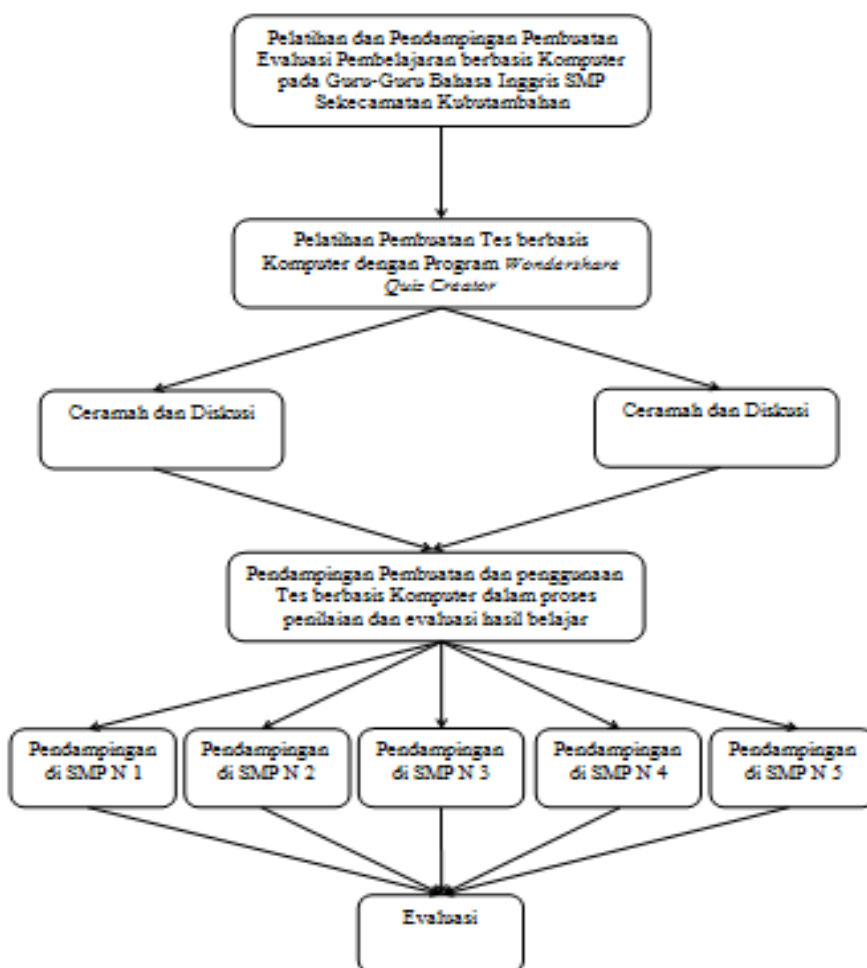 Pelatihan dan Pendampingan Pembuatan
Evaluasi Pembelajaran berbasis Komputer
pada Guru-Guru Bahasa Inggris SMP
Sekecamatan Kubutambahan
Pelatihan Pembuatan Tes berbasis
Komputer dengan Program Wondershare
Quiz Creator
Ceramah dan Diskusi
Ceramah dan Diskusi
Pendampingan Pembuatan dan penggunaan
Tes berbasis Komputer dalam proses
penilaian dan evaluasi hasil belajar
Pendampingan
di SMP N 1
Pendampingan
di SMP N 2
Pendampingan
di SMP N 3
Pendampingan
di SMP N 4
Pendampingan
di SMP N 5
Evaluasi